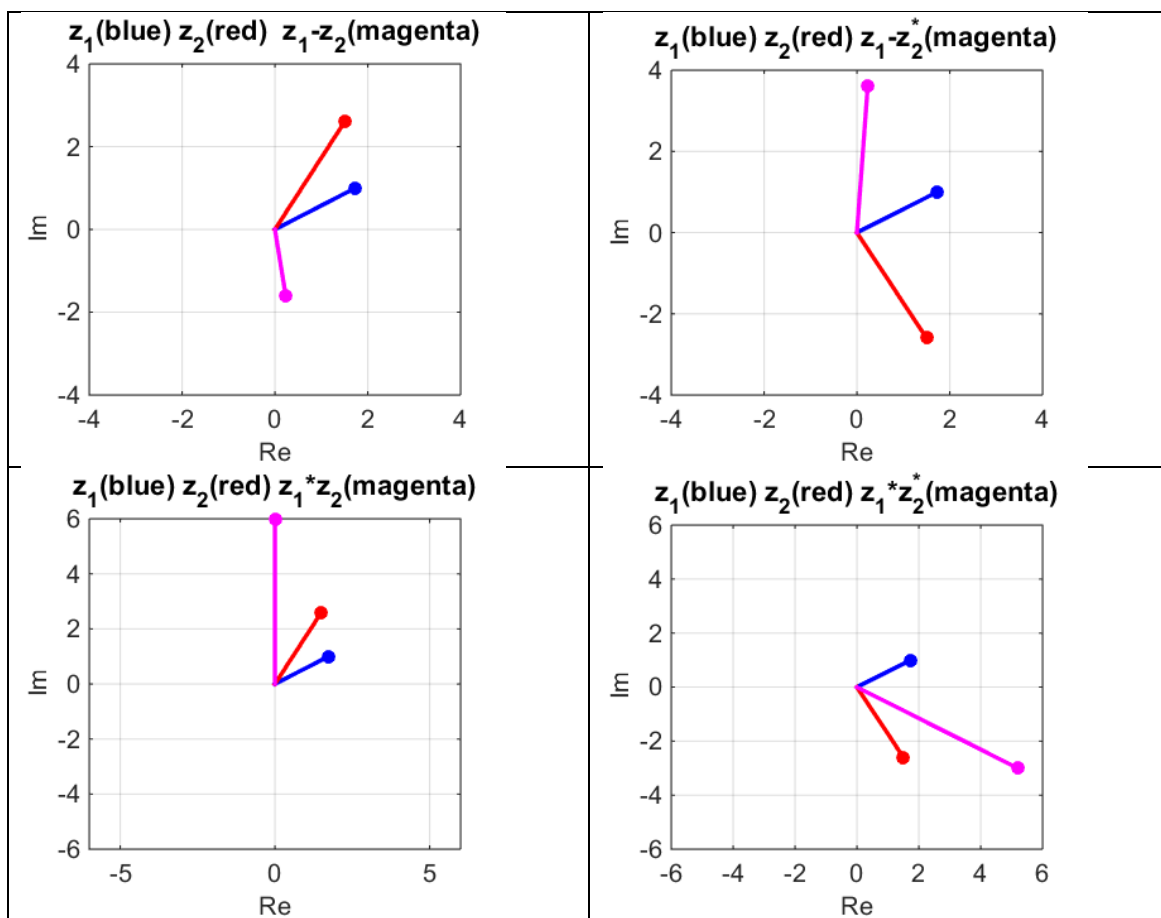 z₁(blue) z₂(red) z₁-z₂(magenta)
4
2
0
-2
-4
Im
-4 -2 0 2 4
Re
z₁(blue) z₂(red) z₁-z₂*(magenta)
4
2
0
-2
-4
Im
-4 -2 0 2 4
Re
z₁(blue) z₂(red) z₁*z₂(magenta)
6
4
2
0
-2
-4
-6
Im
-5 0 5
Re
z₁(blue) z₂(red) z₁*z₂*(magenta)
6
4
2
0
-2
-4
-6
Im
-6 -4 -2 0 2 4 6
Re